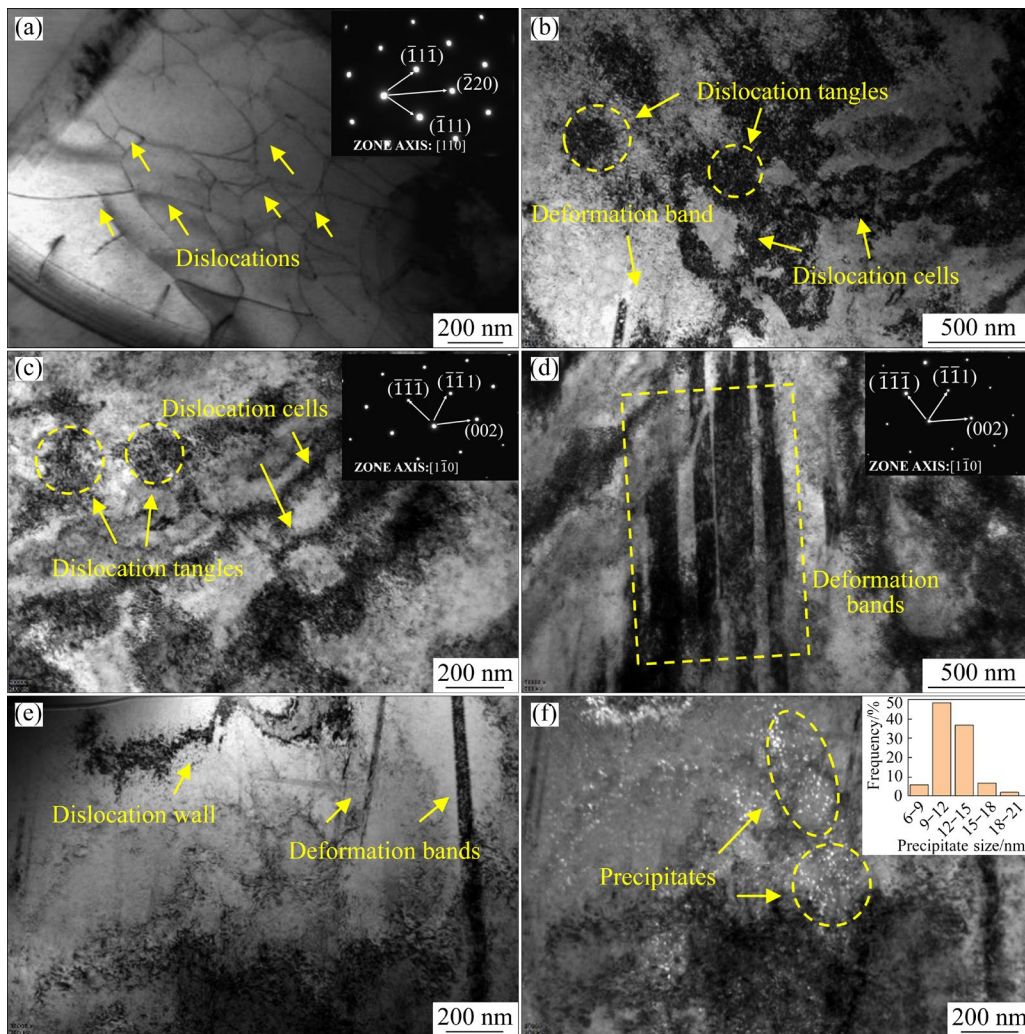 (a)
(1̄11̄)
(2̄20)
(1̄11)
ZONE AXIS: [110]
Dislocations
200 nm
(b)
Dislocation tangles
Deformation band
Dislocation cells
500 nm
(c)
(1̄1̄1̄)
(1̄1̄1)
(002)
ZONE AXIS:[11̄0]
Dislocation cells
Dislocation tangles
200 nm
(d)
(1̄1̄1̄)
(1̄1̄1)
(002)
ZONE AXIS:[11̄0]
Deformation
bands
500 nm
(e)
Dislocation wall
Deformation bands
200 nm
(f)
Frequency/%
50
40
30
20
10
0
6–9
9–12
12–15
15–18
18–21
Precipitate size/nm
Precipitates
200 nm